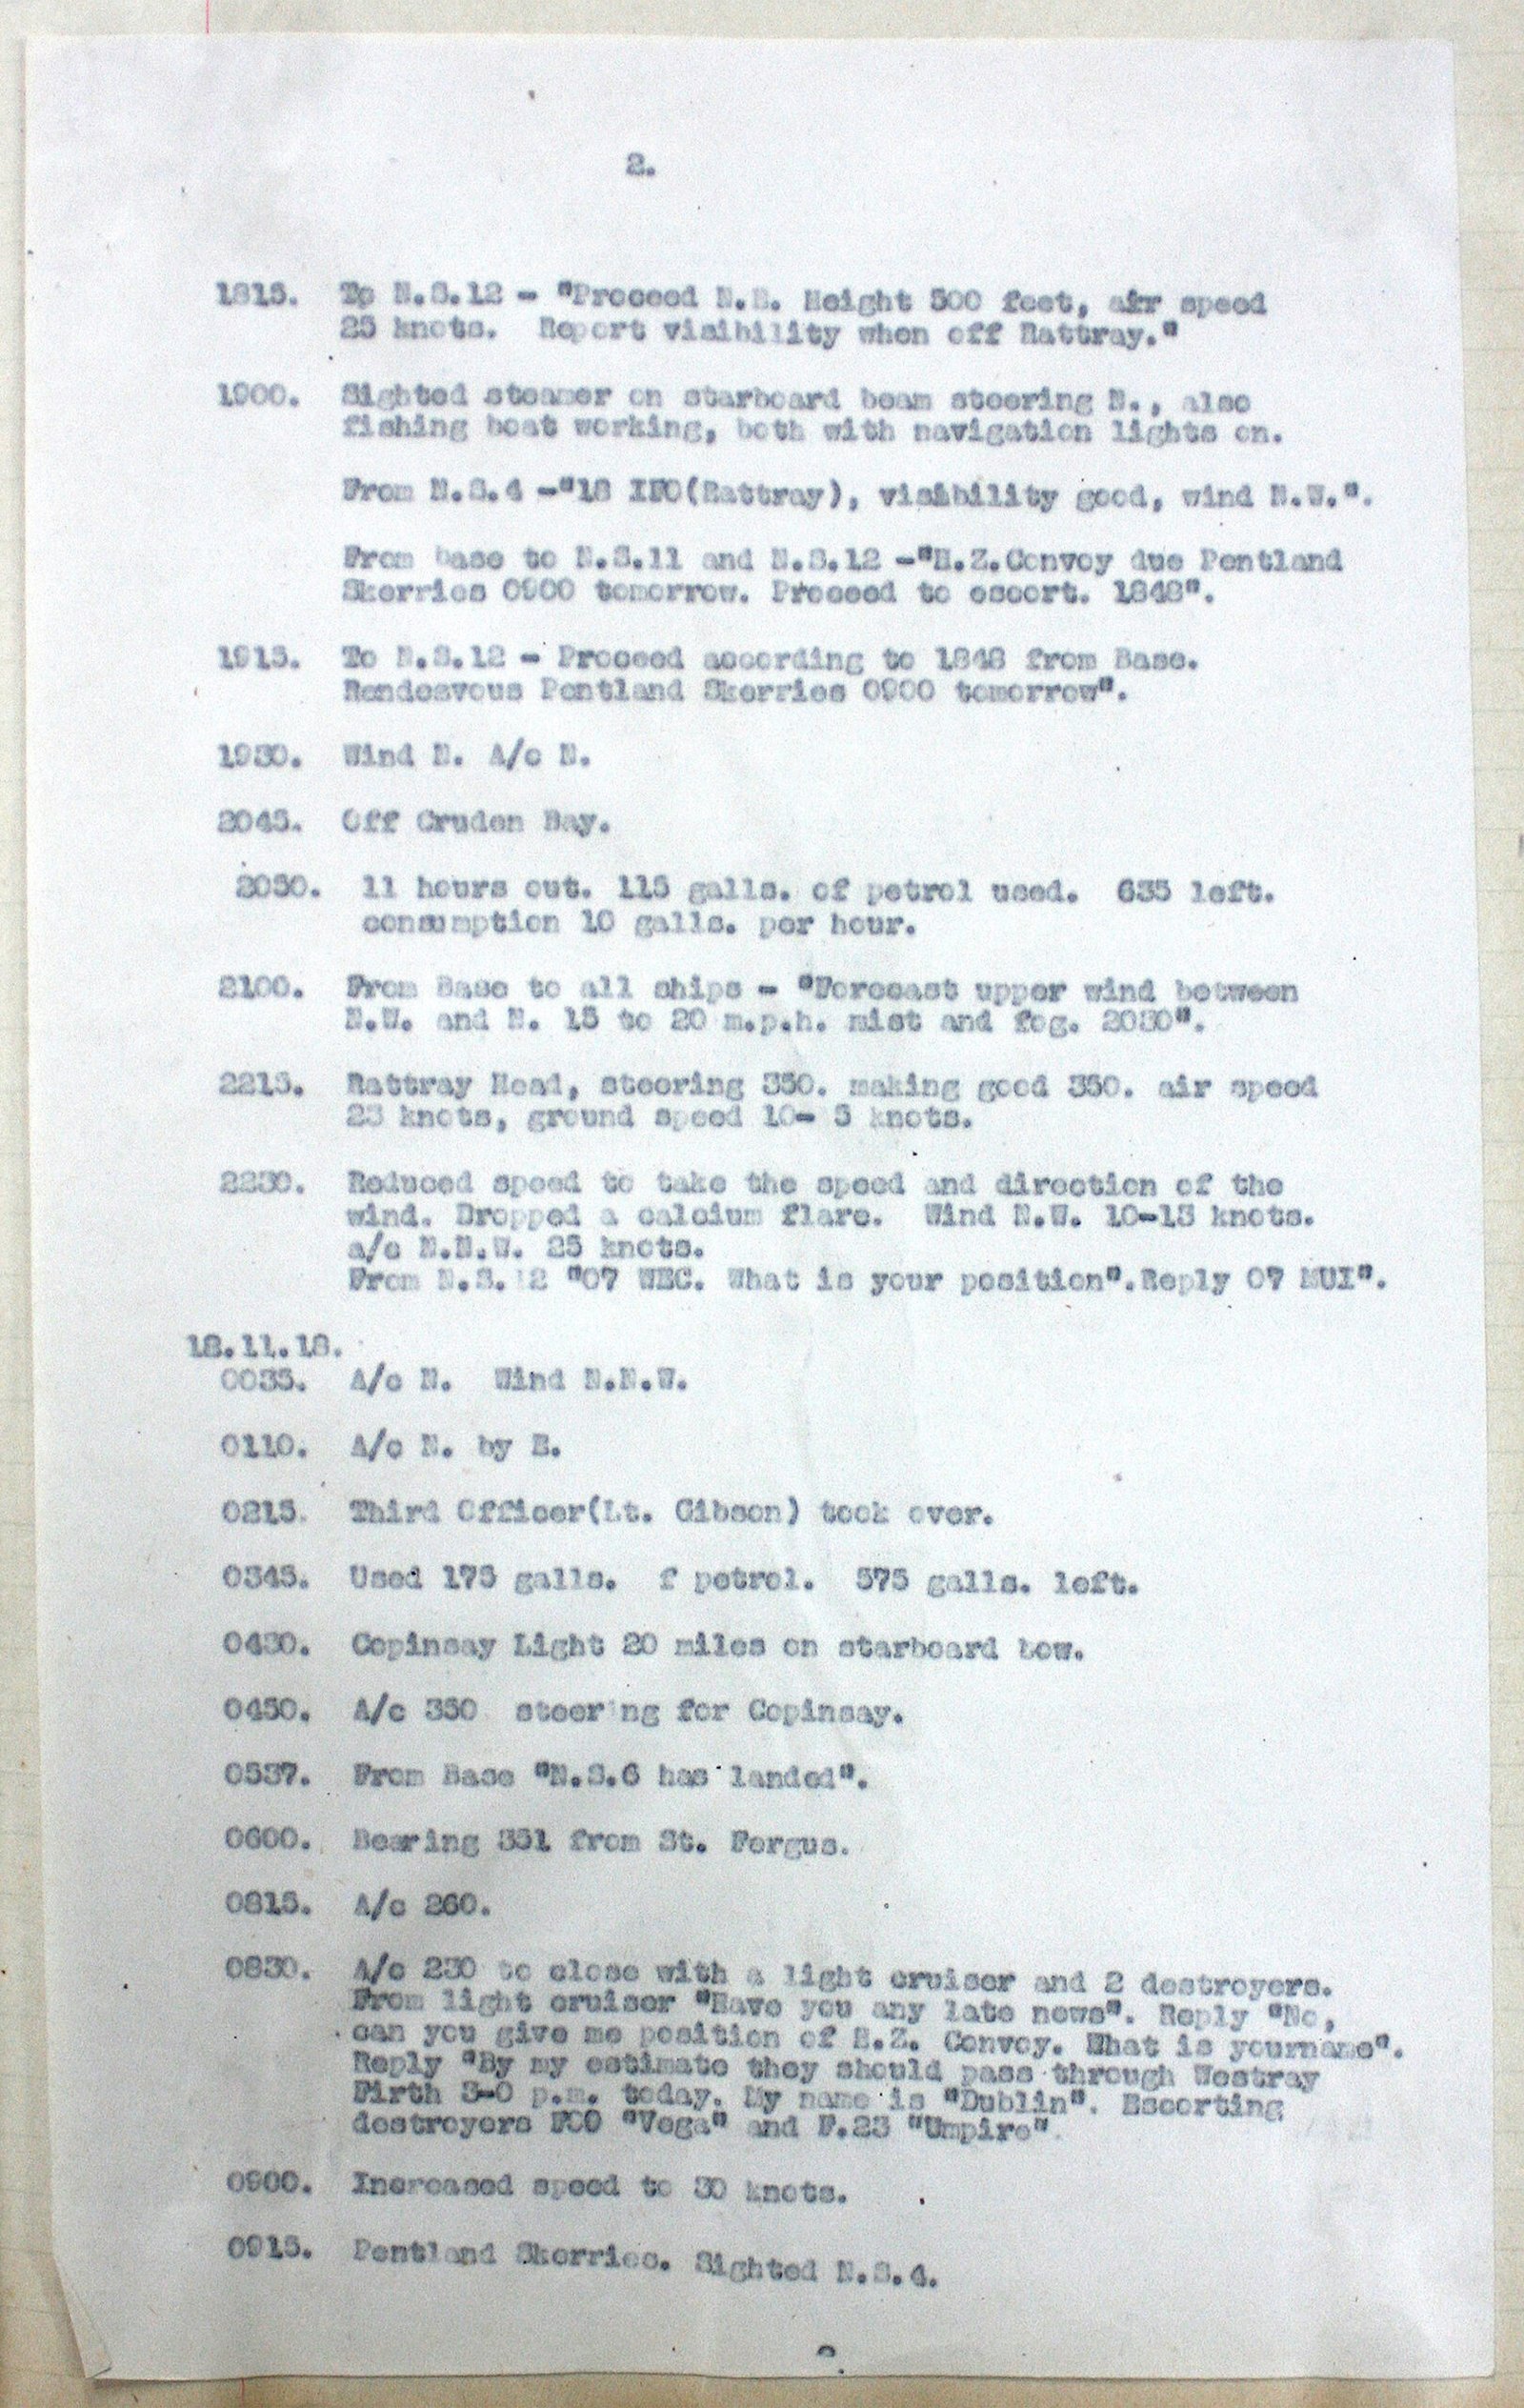 2.
1815. To N.S.12 - "Proceed N.E. Height 500 feet, air speed
25 knots. Report visibility when off Rattray."
1900. Sighted steamer on starboard beam steering N., also
fishing boat working, both with navigation lights on.
From N.S.4 -"18 IFO(Rattray), visibility good, wind N.W.".
From Base to N.S.11 and N.S.12 -"H.Z.Convoy due Pentland
Skerries 0900 tomorrow. Proceed to escort. 1848".
1915. To N.S.12 - Proceed according to 1848 from Base.
Rendezvous Pentland Skerries 0900 tomorrow".
1930. Wind N. A/c N.
2045. Off Cruden Bay.
2050. 11 hours out. 115 galls. of petrol used. 635 left.
consumption 10 galls. per hour.
2100. From Base to all ships - "Forecast upper wind between
N.W. and N. 15 to 20 m.p.h. mist and fog. 2030".
2215. Rattray Head, steering 350. making good 350. air speed
25 knots, ground speed 10- 5 knots.
2230. Reduced speed to take the speed and direction of the
wind. Dropped a calcium flare. Wind N.W. 10-15 knots.
a/c N.N.W. 25 knots.
From N.S.12 "07 WEC. What is your position".Reply 07 MUI".
18.11.18.
0035. A/c N. Wind N.N.W.
0110. A/c N. by E.
0215. Third Officer(Lt. Gibson) took over.
0345. Used 175 galls. f petrol. 575 galls. left.
0430. Copinsay Light 20 miles on starboard bow.
0450. A/c 350 steer ng for Copinsay.
0537. From Base "N.S.6 has landed".
0600. Bearing 351 from St. Fergus.
0815. A/c 260.
0830. A/c 230 to close with a light cruiser and 2 destroyers.
From light cruiser "Have you any late news". Reply "No,
can you give me position of H.Z. Convoy. What is yourname".
Reply "By my estimate they should pass through Westray
Firth 3-0 p.m. today. My name is "Dublin". Escorting
destroyers "Vega" and F.23 "Umpire"
0900. Increased speed to 30 knots.
0915. Pentland Skerries. Sighted N.S.4.